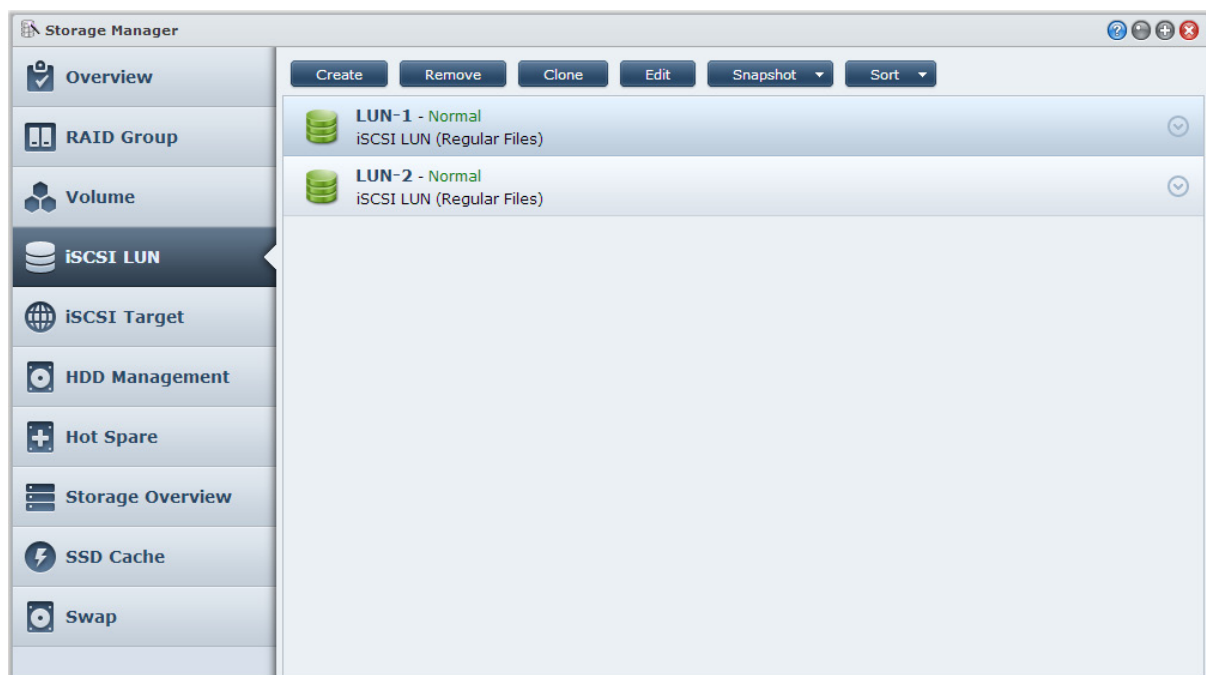 Storage Manager
Overview
RAID Group
Volume
iSCSI LUN
iSCSI Target
HDD Management
Hot Spare
Storage Overview
SSD Cache
Swap
Create Remove Clone Edit Snapshot Sort
LUN-1 - Normal
iSCSI LUN (Regular Files)
LUN-2 - Normal
iSCSI LUN (Regular Files)